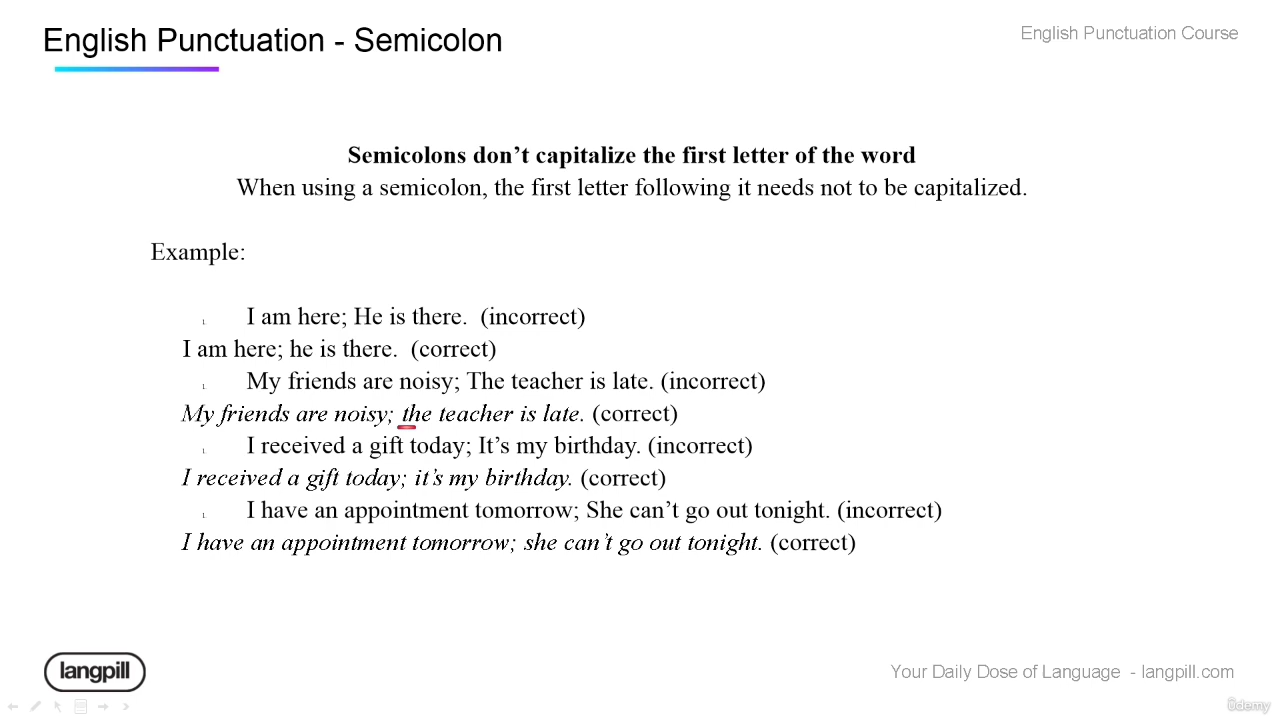 English Punctuation - Semicolon
English Punctuation Course
Semicolons don’t capitalize the first letter of the word
When using a semicolon, the first letter following it needs not to be capitalized.
Example:
1. I am here; He is there. (incorrect)
I am here; he is there. (correct)
1. My friends are noisy; The teacher is late. (incorrect)
My friends are noisy; the teacher is late. (correct)
1. I received a gift today; It’s my birthday. (incorrect)
I received a gift today; it’s my birthday. (correct)
1. I have an appointment tomorrow; She can’t go out tonight. (incorrect)
I have an appointment tomorrow; she can’t go out tonight. (correct)
langpill
Your Daily Dose of Language - langpill.com
ûdemy